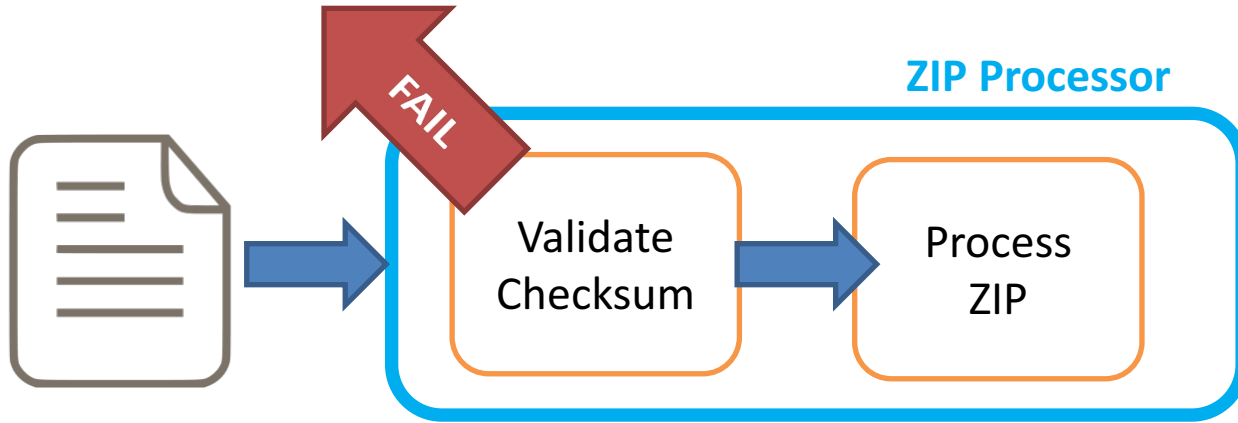 FAIL
ZIP Processor
Validate
Checksum
Process
ZIP